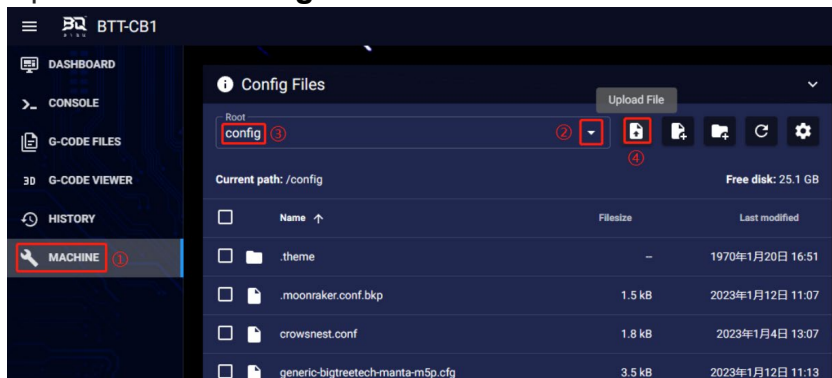 BQ BTT-CB1
DASHBOARD
CONSOLE
G-CODE FILES
3D G-CODE VIEWER
HISTORY
MACHINE ①
Config Files
Upload File
Root
config ③
②
④
Current path: /config
Free disk: 25.1 GB
Name Filesize Last modified
.theme -- 1970年1月20日 16:51
.moonraker.conf.bkp 1.5 kB 2023年1月12日 11:07
crowsnest.conf 1.8 kB 2023年1月4日 13:07
generic-bigtreetech-manta-m5p.cfg 3.5 kB 2023年1月12日 11:13